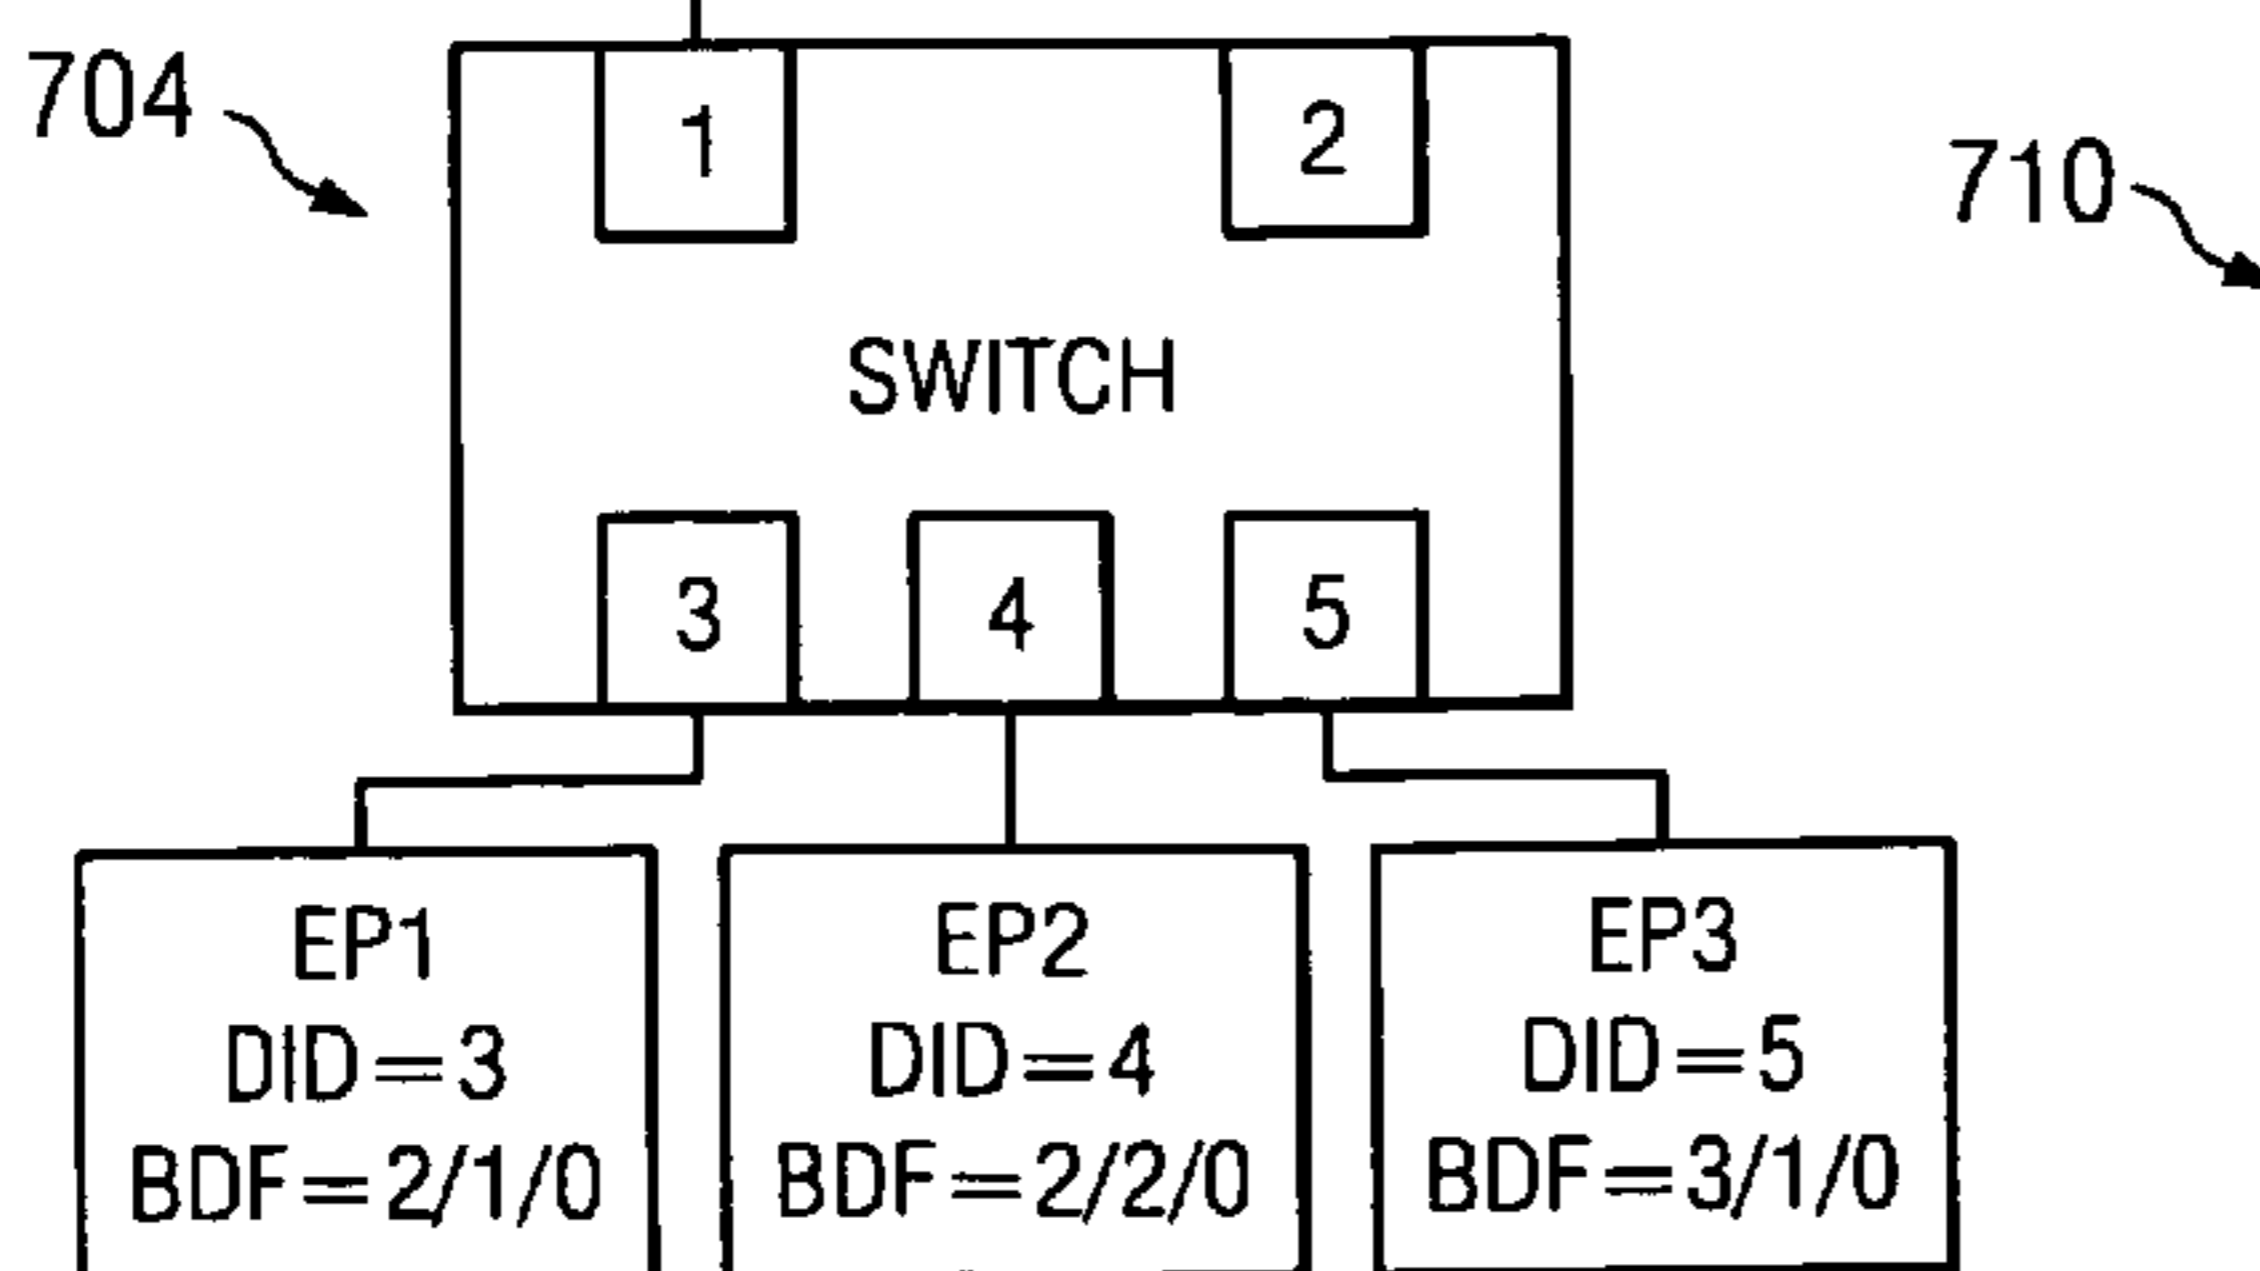 704
1
2
710
SWITCH
3
4
5
EP1
DID=3
BDF=2/1/0
EP2
DID=4
BDF=2/2/0
EP3
DID=5
BDF=3/1/0